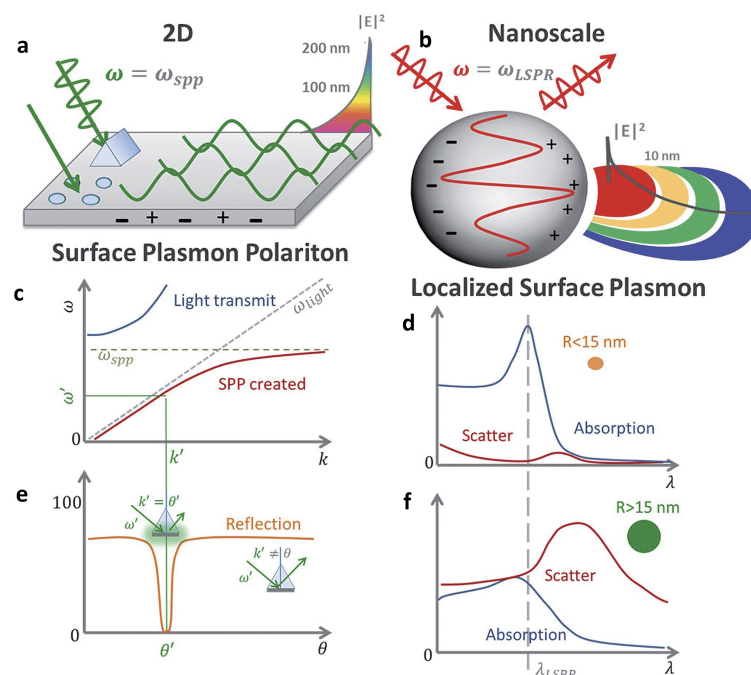 a
2D
|E|²
200 nm
100 nm
ω = ω_spp
− + − + −
Surface Plasmon Polariton
b
Nanoscale
ω = ω_LSPR
− − − − −
+ + + + +
|E|²
10 nm
Localized Surface Plasmon
c
ω
Light transmit
ω_light
ω_spp
SPP created
ω'
0
k
k'
d
R<15 nm
Scatter
Absorption
0
λ
e
100
k' = θ'
ω'
Reflection
k' ≠ θ
ω'
0
θ'
θ
f
R>15 nm
Scatter
Absorption
0
λ_LSPR
λ